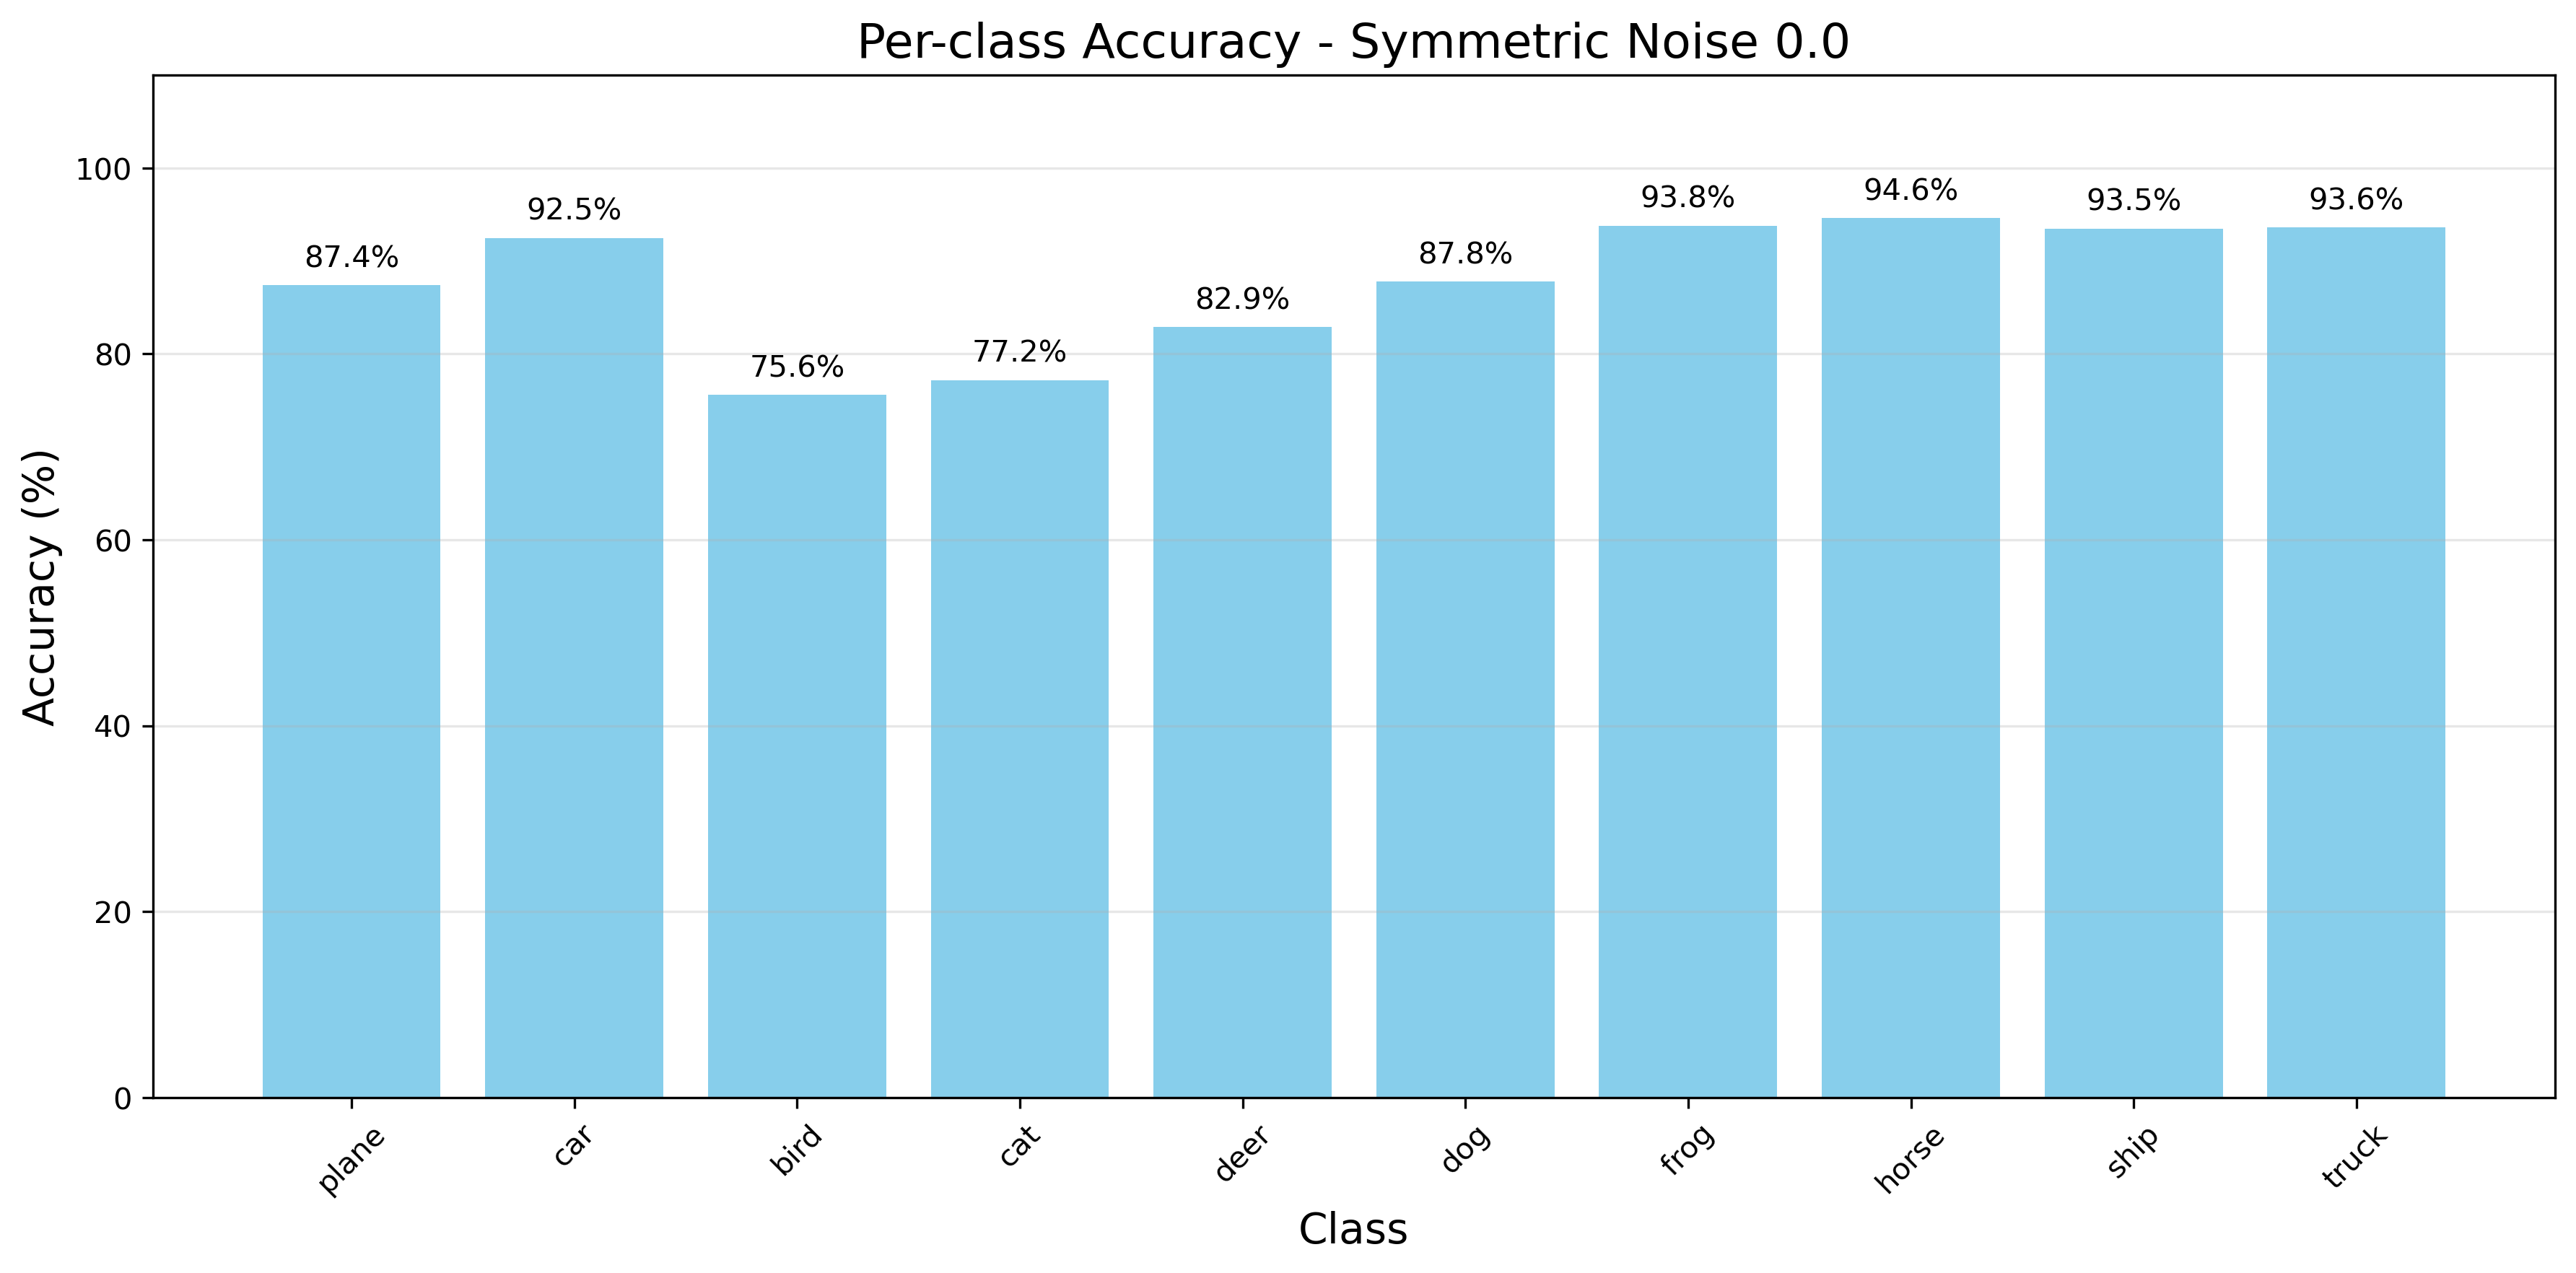 Per-class Accuracy - Symmetric Noise 0.0
Accuracy (%)
100
80
60
40
20
0
87.4%
92.5%
75.6%
77.2%
82.9%
87.8%
93.8%
94.6%
93.5%
93.6%
plane
car
bird
cat
deer
dog
frog
horse
ship
truck
Class